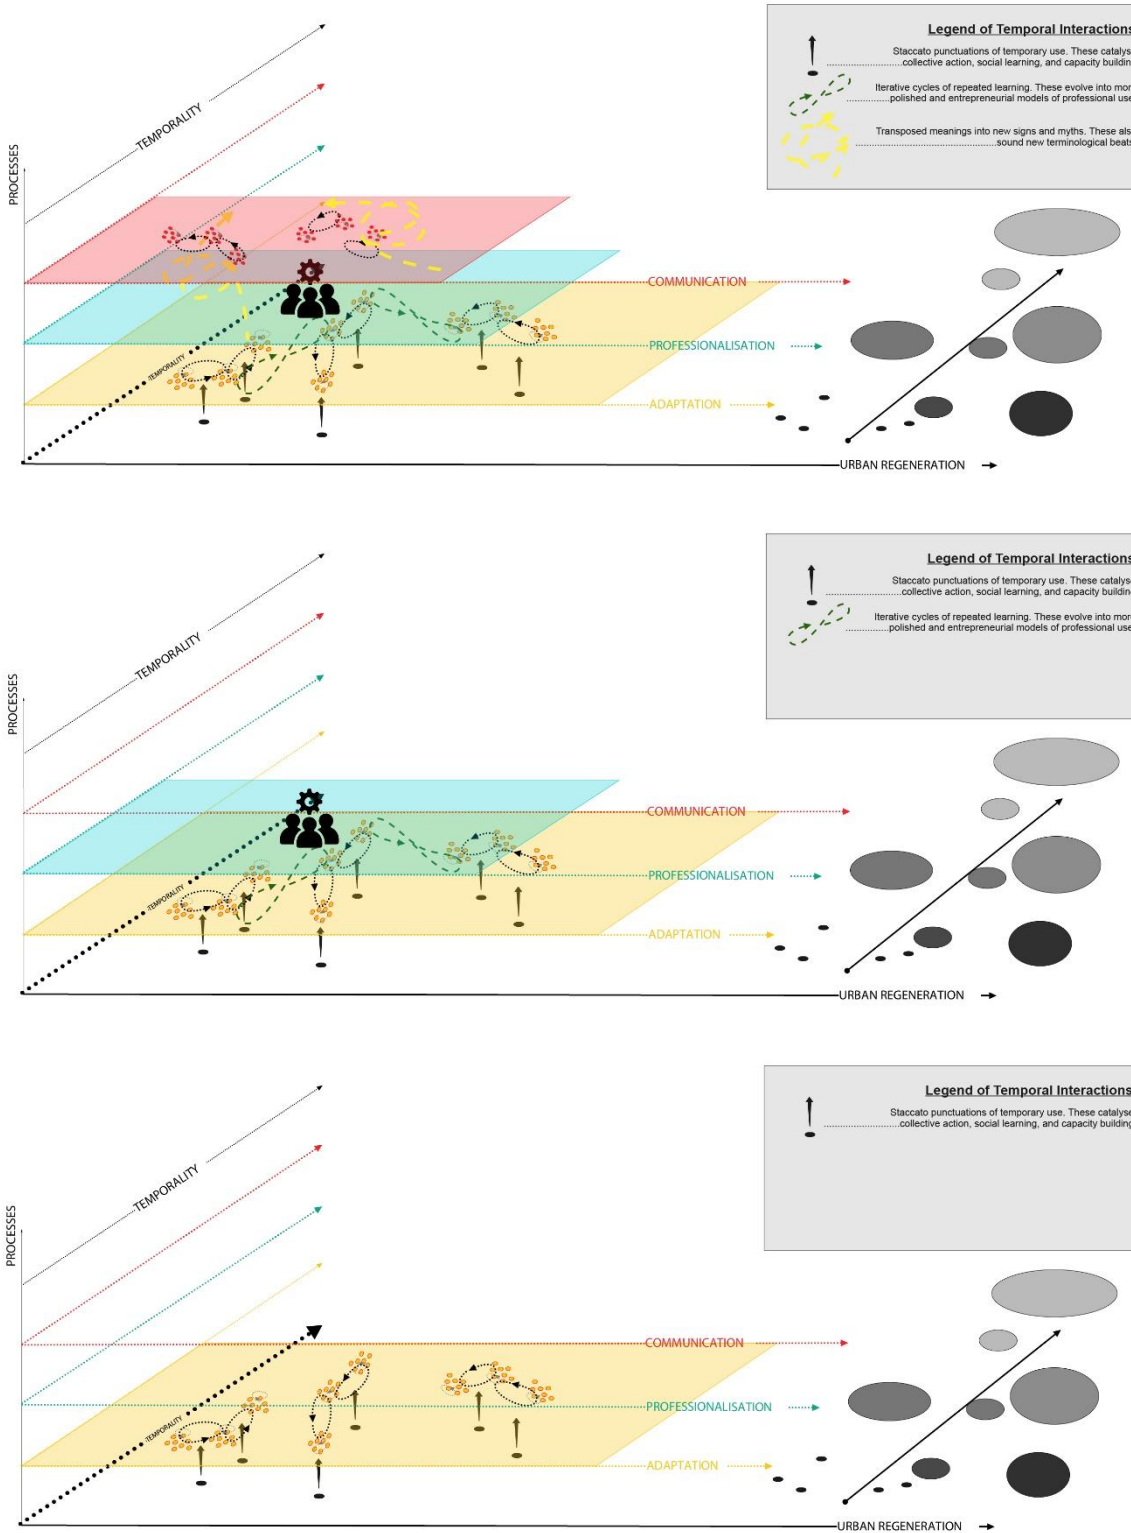 Legend of Temporal Interactions
Staccato punctuations of temporary use. These catalyse
collective action, social learning, and capacity building
Iterative cycles of repeated learning. These evolve into more
polished and entrepreneurial models of professional use
Transposed meanings into new signs and myths. These als
sound new terminological beats
TEMPORALITY
PROCESSES
COMMUNICATION
PROFESSIONALISATION
TEMPORALITY
ADAPTATION
URBAN REGENERATION
Legend of Temporal Interactions
Staccato punctuations of temporary use. These catalyse
collective action, social learning, and capacity building
Iterative cycles of repeated learning. These evolve into more
polished and entrepreneurial models of professional use
TEMPORALITY
PROCESSES
COMMUNICATION
PROFESSIONALISATION
TEMPORALITY
ADAPTATION
URBAN REGENERATION
Legend of Temporal Interactions
Staccato punctuations of temporary use. These catalyse
collective action, social learning, and capacity building
TEMPORALITY
PROCESSES
COMMUNICATION
PROFESSIONALISATION
TEMPORALITY
ADAPTATION
URBAN REGENERATION